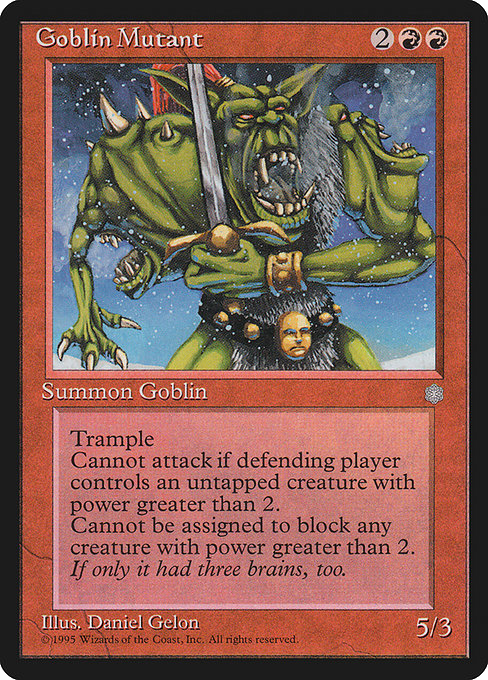 Goblin Mutant 2
Summon Goblin
Trample
Cannot attack if defending player
controls an untapped creature with
power greater than 2.
Cannot be assigned to block any
creature with power greater than 2.
If only it had three brains, too.
Illus. Daniel Gelon
5/3
©1995 Wizards of the Coast, Inc. All rights reserved.